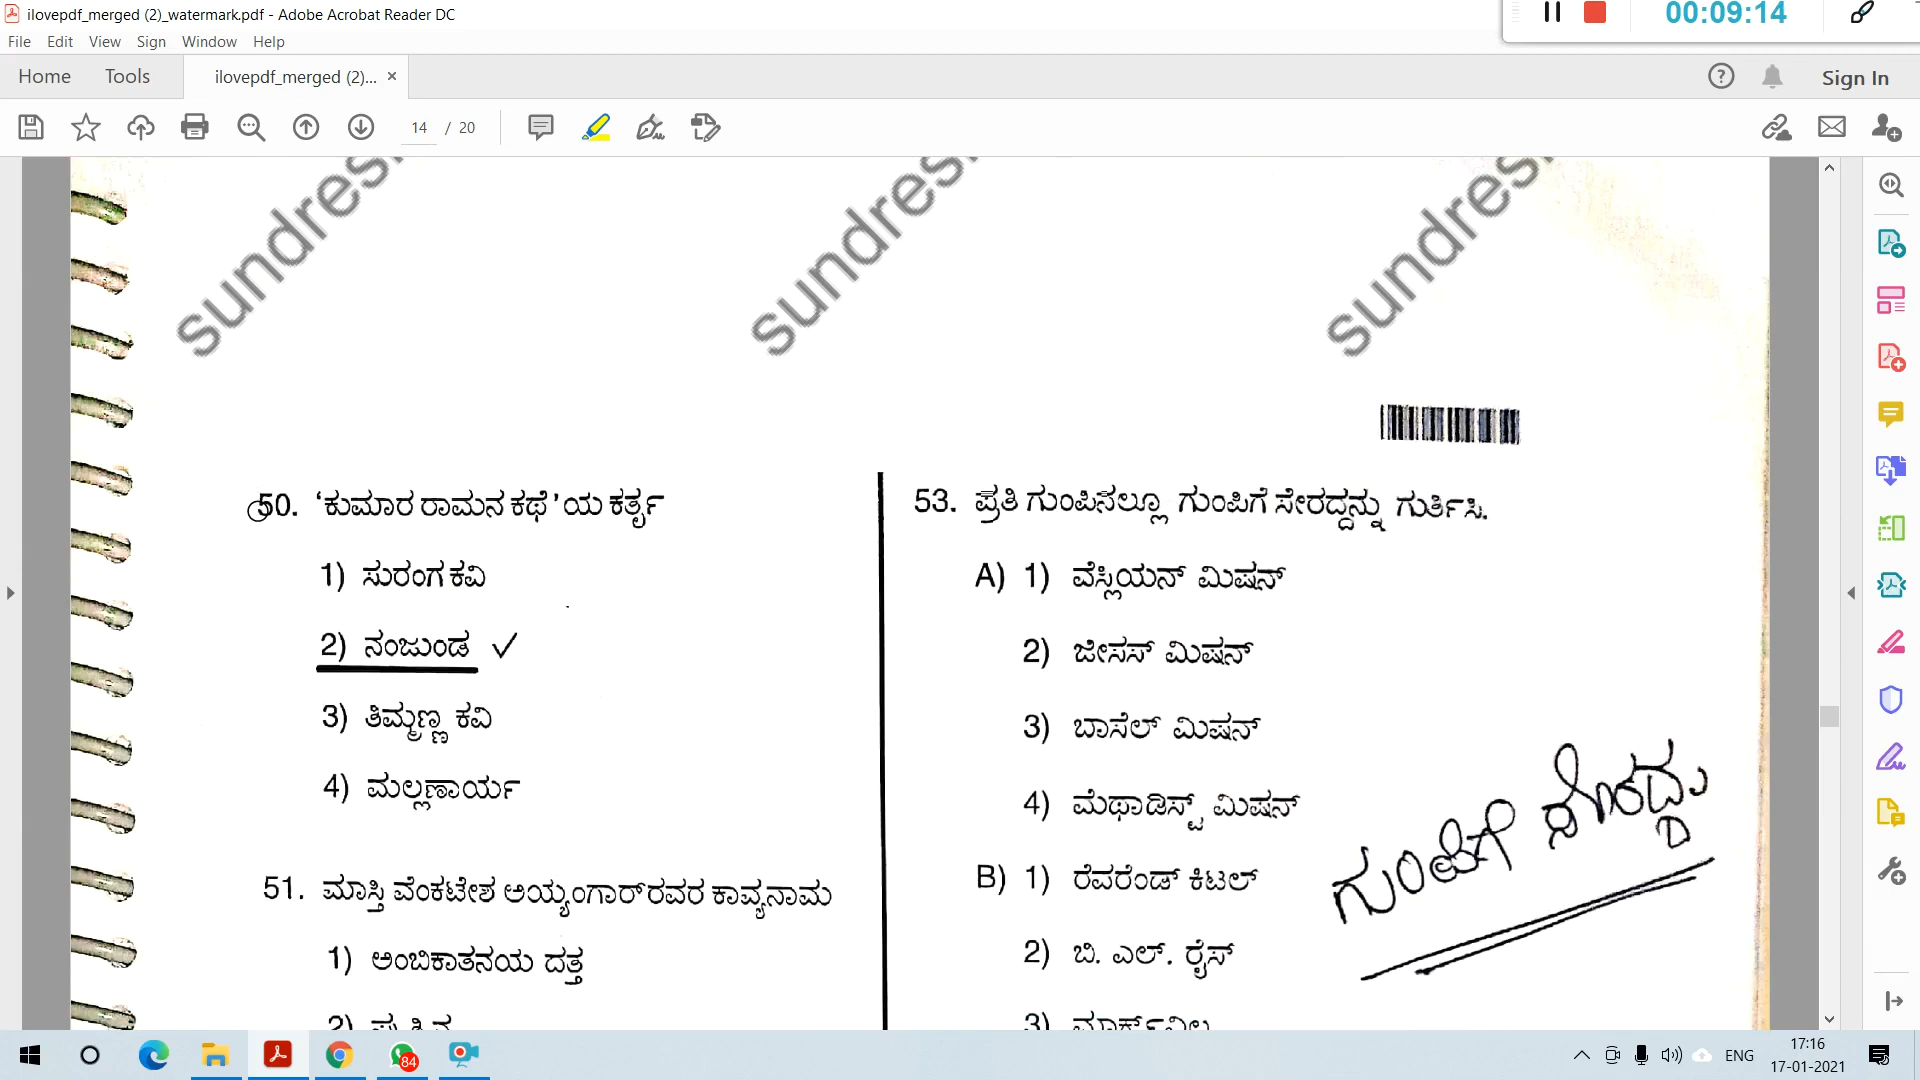 ilovepdf_merged (2)_watermark.pdf - Adobe Acrobat Reader DC
00:09:14
File Edit View Sign Window Help
Home Tools ilovepdf_merged (2)... ×
Sign In
14 / 20
sundres sundres sundres
50. 'ಕುಮಾರ ರಾಮನ ಕಥೆ'ಯ ಕರ್ತೃ
1) ಸುರಂಗ ಕವಿ
2) ನಂಜುಂಡ ✓
3) ತಿಮ್ಮಣ್ಣ ಕವಿ
4) ಮಲ್ಲಣಾರ್ಯ
51. ಮಾಸ್ತಿ ವೆಂಕಟೇಶ ಅಯ್ಯಂಗಾರ್‌ರವರ ಕಾವ್ಯನಾಮ
1) ಅಂಬಿಕಾತನಯ ದತ್ತ
2)
53. ಪ್ರತಿ ಗುಂಪಿನಲ್ಲೂ ಗುಂಪಿಗೆ ಸೇರದ್ದನ್ನು ಗುರ್ತಿಸಿ.
A) 1) ವೆಸ್ಲಿಯನ್ ಮಿಷನ್
2) ಜೀಸಸ್ ಮಿಷನ್
3) ಬಾಸೆಲ್ ಮಿಷನ್
4) ಮೆಥಾಡಿಸ್ಟ್ ಮಿಷನ್
B) 1) ರೆವರೆಂಡ್ ಕಿಟಲ್
2) ಬಿ. ಎಲ್. ರೈಸ್
3)
ಗುಂಪಿಗೆ ಸೇರದ್ದು
84
ENG
17:16
17-01-2021